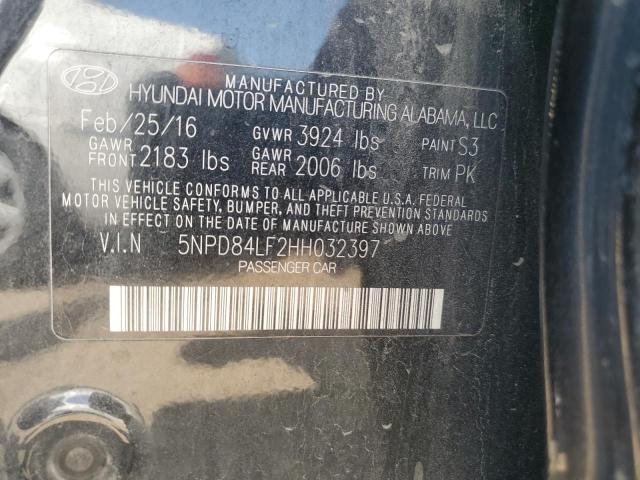 MANUFACTURED BY
HYUNDAI MOTOR MANUFACTURING ALABAMA, LLC
Feb/25/16 GVWR 3924 lbs PAINT S3
GAWR FRONT 2183 lbs GAWR REAR 2006 lbs TRIM PK
THIS VEHICLE CONFORMS TO ALL APPLICABLE U.S.A. FEDERAL
MOTOR VEHICLE SAFETY, BUMPER, AND THEFT PREVENTION STANDARDS
IN EFFECT ON THE DATE OF MANUFACTURE SHOWN ABOVE.
V.I.N 5NPD84LF2HH032397
PASSENGER CAR